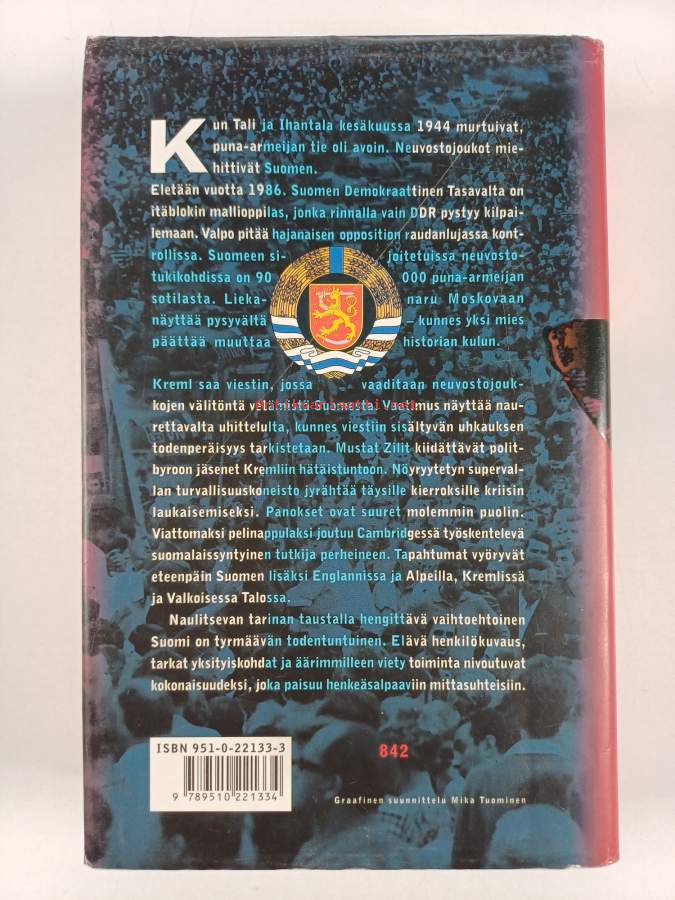 Kun Tali ja Ihantala kesäkuussa 1944 murtuivat,
puna-armeijan tie oli avoin. Neuvostojoukot mie-
hittivät Suomen.
Eletään vuotta 1986. Suomen Demokraattinen Tasavalta on
itäblokin mallioppilas, jonka rinnalla vain DDR pystyy kilpai-
lemaan. Valpo pitää hajanaisen opposition raudanlujassa kont-
rollissa. Suomeen si- joitetuissa neuvosto-
tukikohdissa on 90 000 puna-armeijan
sotilasta. Lieka- naru Moskovaan
näyttää pysyvältä – kunnes yksi mies
päättää muuttaa historian kulun.
Kreml saa viestin, jossa vaaditaan neuvostojouk-
kojen välitöntä vetämistä Suomesta. Vaatimus näyttää nau-
rettavalta uhittelulta, kunnes viestiin sisältyvän uhkauksen
todenperäisyys tarkistetaan. Mustat Zilit kiidättävät polit-
byroon jäsenet Kremliin hätäistuntoon. Nöyryytetyn superval-
lan turvallisuuskoneisto jyrähtää täysille kierroksille kriisin
laukaisemiseksi. Panokset ovat suuret molemmin puolin.
Viattomaksi pelinappulaksi joutuu Cambridgessä työskentelevä
suomalaissyntyinen tutkija perheineen. Tapahtumat vyöryvät
eteenpäin Suomen lisäksi Englannissa ja Alpeilla, Kremlissä
ja Valkoisessa Talossa.
Naulitsevan tarinan taustalla hengittävä vaihtoehtoinen
Suomi on tyrmäävän todentuntuinen. Elävä henkilökuvaus,
tarkat yksityiskohdat ja äärimmilleen viety toiminta nivoutuvat
kokonaisuudeksi, joka paisuu henkeäsalpaaviin mittasuhteisiin.
ISBN 951-0-22133-3
842
9 789510 221334
Graafinen suunnittelu Mika Tuominen